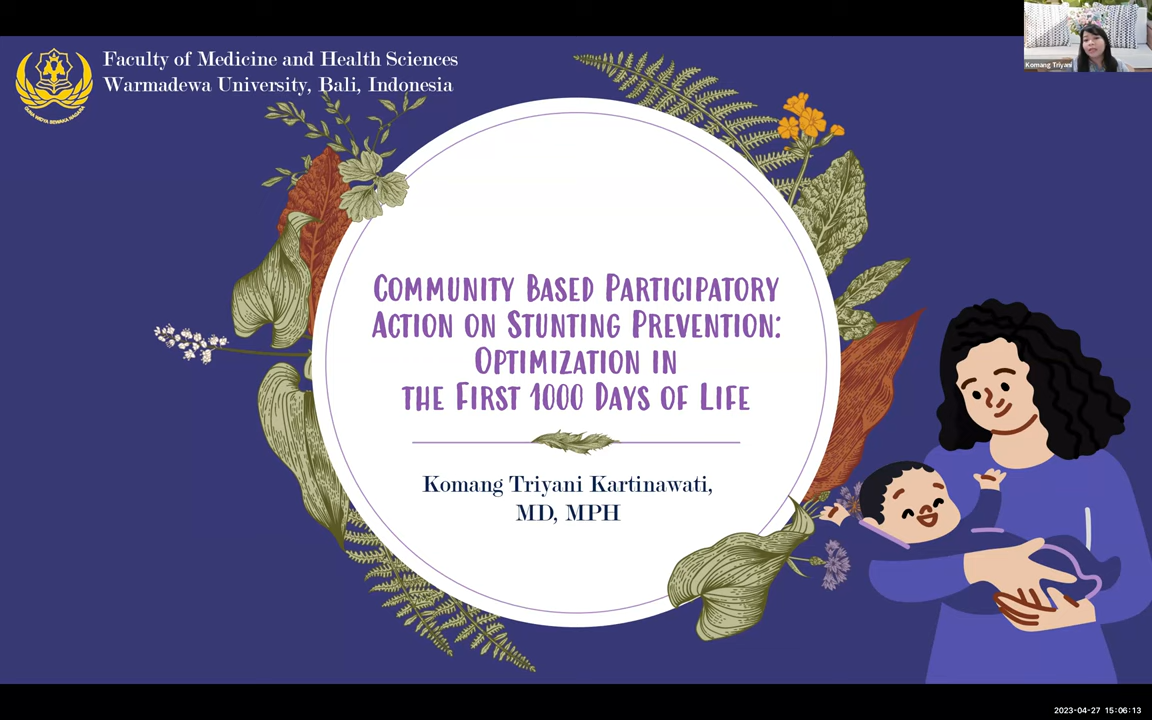 Faculty of Medicine and Health Sciences
Warmadewa University, Bali, Indonesia
Komang Triyani
COMMUNITY BASED PARTICIPATORY
ACTION ON STUNTING PREVENTION:
OPTIMIZATION IN
THE FIRST 1000 DAYS OF LIFE
Komang Triyani Kartinawati,
MD, MPH
2023-04-27 15:06:13